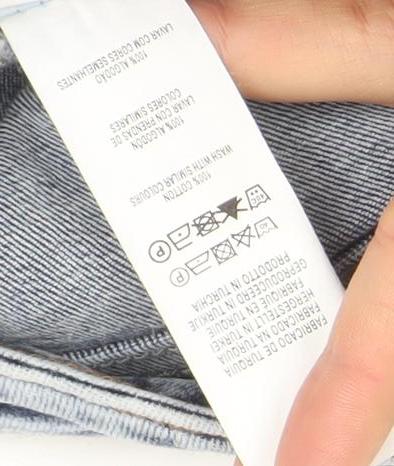 FABRICADO DE TURQUIA
FABRICADO NA TURQUIA
HERGESTELT IN TURKEI
FABRIQUE EN TURQUIE
GEPRODUCEERD IN TURKIJE
PRODOTTO IN TURCHIA
P
P
100% COTTON
WASH WITH SIMILAR COLOURS
100% ALGODÓN
LAVAR CON PRENDAS DE
COLORES SIMILARES
100% ALGODÃO
LAVAR COM CORES SEMELHANTES